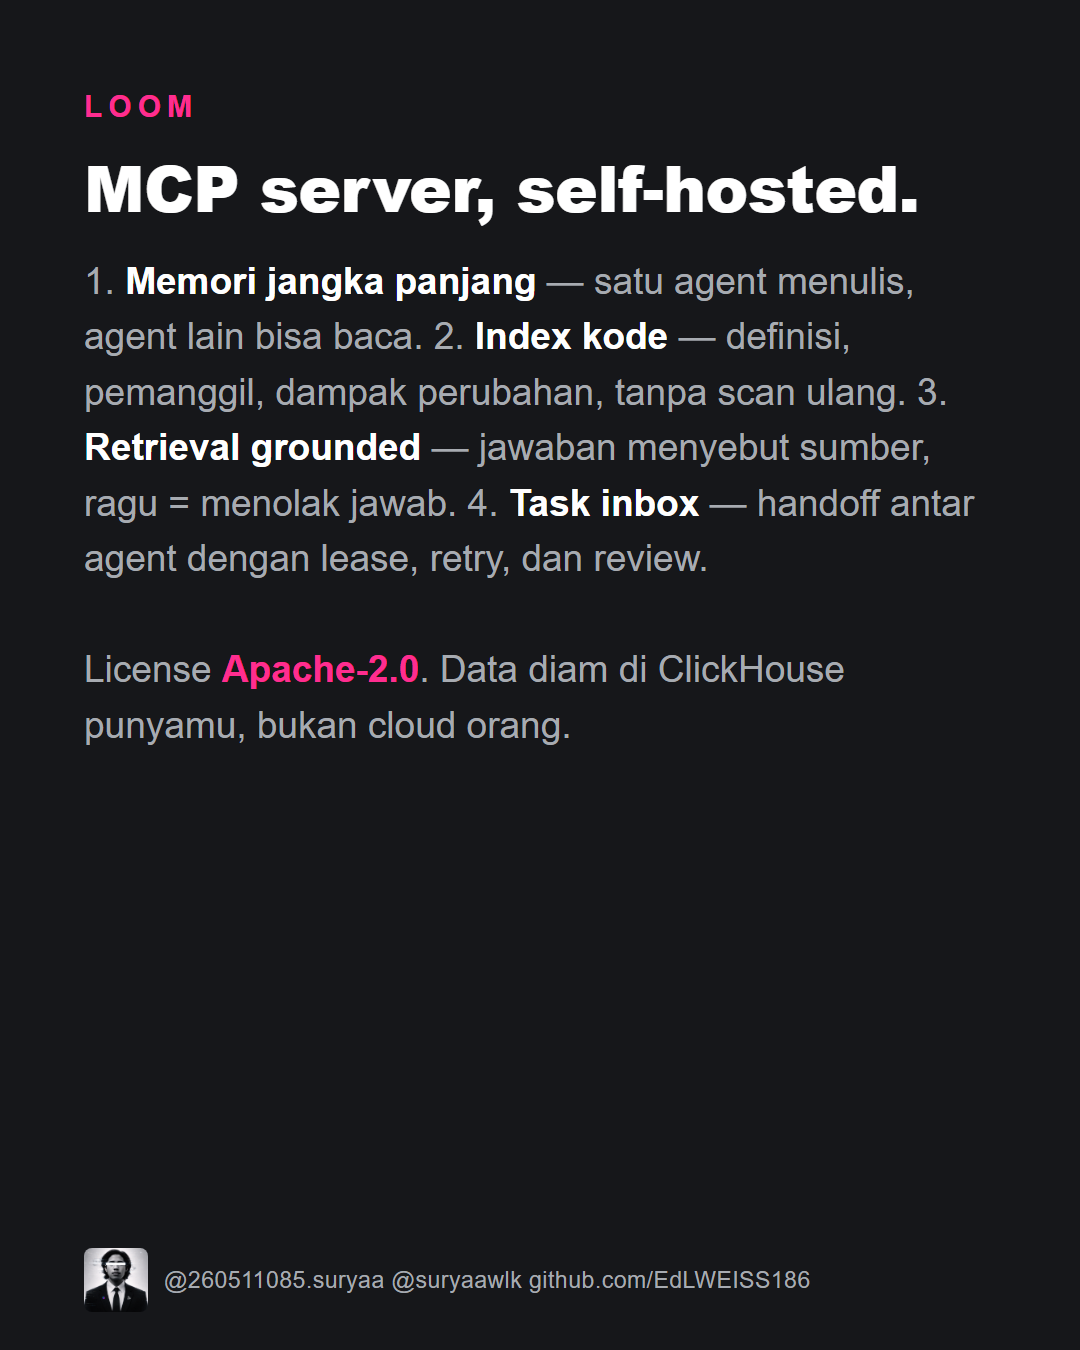 LOOM
MCP server, self-hosted.
1. Memori jangka panjang — satu agent menulis,
agent lain bisa baca. 2. Index kode — definisi,
pemanggil, dampak perubahan, tanpa scan ulang. 3.
Retrieval grounded — jawaban menyebut sumber,
ragu = menolak jawab. 4. Task inbox — handoff antar
agent dengan lease, retry, dan review.
License Apache-2.0. Data diam di ClickHouse
punyamu, bukan cloud orang.
@260511085.suryaa @suryaawlk github.com/EdLWEISS186